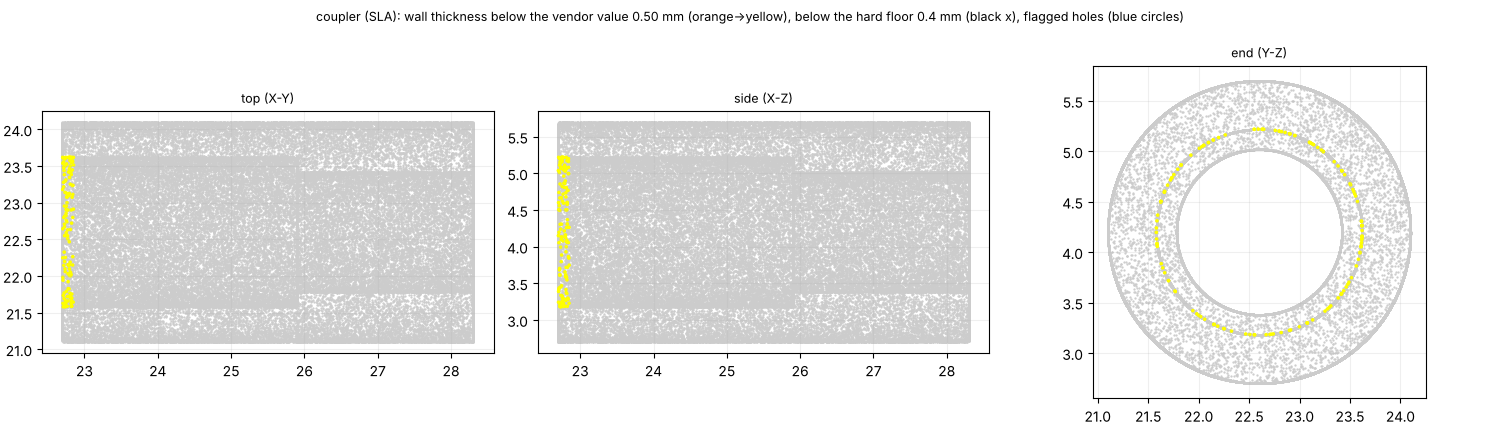 coupler (SLA): wall thickness below the vendor value 0.50 mm (orange→yellow), below the hard floor 0.4 mm (black x), flagged holes (blue circles)
top (X-Y)
24.0
23.5
23.0
22.5
22.0
21.5
21.0
23 24 25 26 27 28
side (X-Z)
5.5
5.0
4.5
4.0
3.5
3.0
23 24 25 26 27 28
end (Y-Z)
5.5
5.0
4.5
4.0
3.5
3.0
21.0 21.5 22.0 22.5 23.0 23.5 24.0